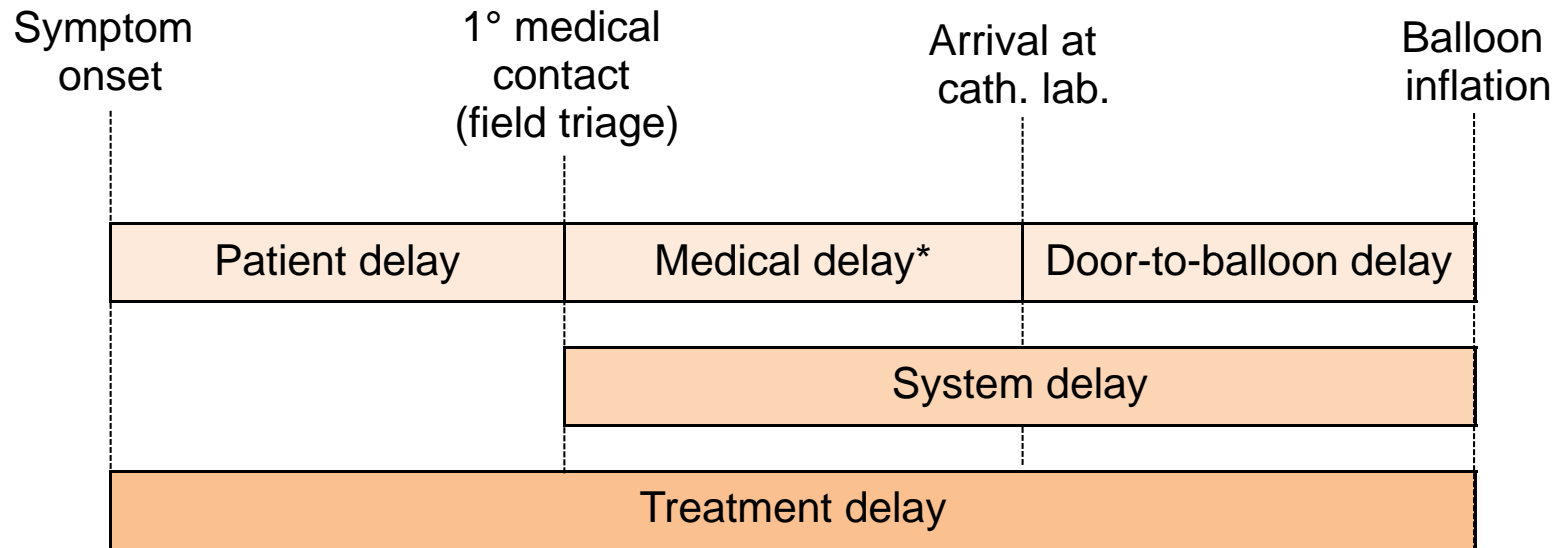 Symptom
onset
1° medical
contact
(field triage)
Arrival at
cath. lab.
Balloon
inflation
Patient delay
Medical delay*
Door-to-balloon delay
System delay
Treatment delay